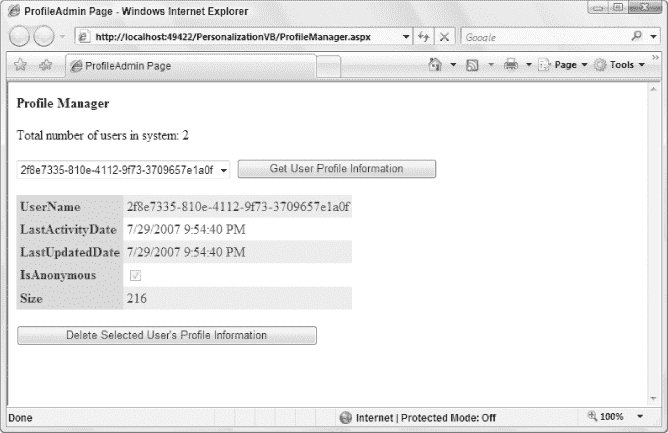 ProfileAdmin Page - Windows Internet Explorer
http://localhost:49422/PersonalizationVB/ProfileManager.aspx
Google
ProfileAdmin Page
Page
Tools
Profile Manager
Total number of users in system: 2
2f8e7335-810e-4112-9f73-3709657e1a0f
Get User Profile Information
UserName 2f8e7335-810e-4112-9f73-3709657e1a0f
LastActivityDate 7/29/2007 9:54:40 PM
LastUpdatedDate 7/29/2007 9:54:40 PM
IsAnonymous
Size 216
Delete Selected User's Profile Information
Done
Internet | Protected Mode: Off
100%